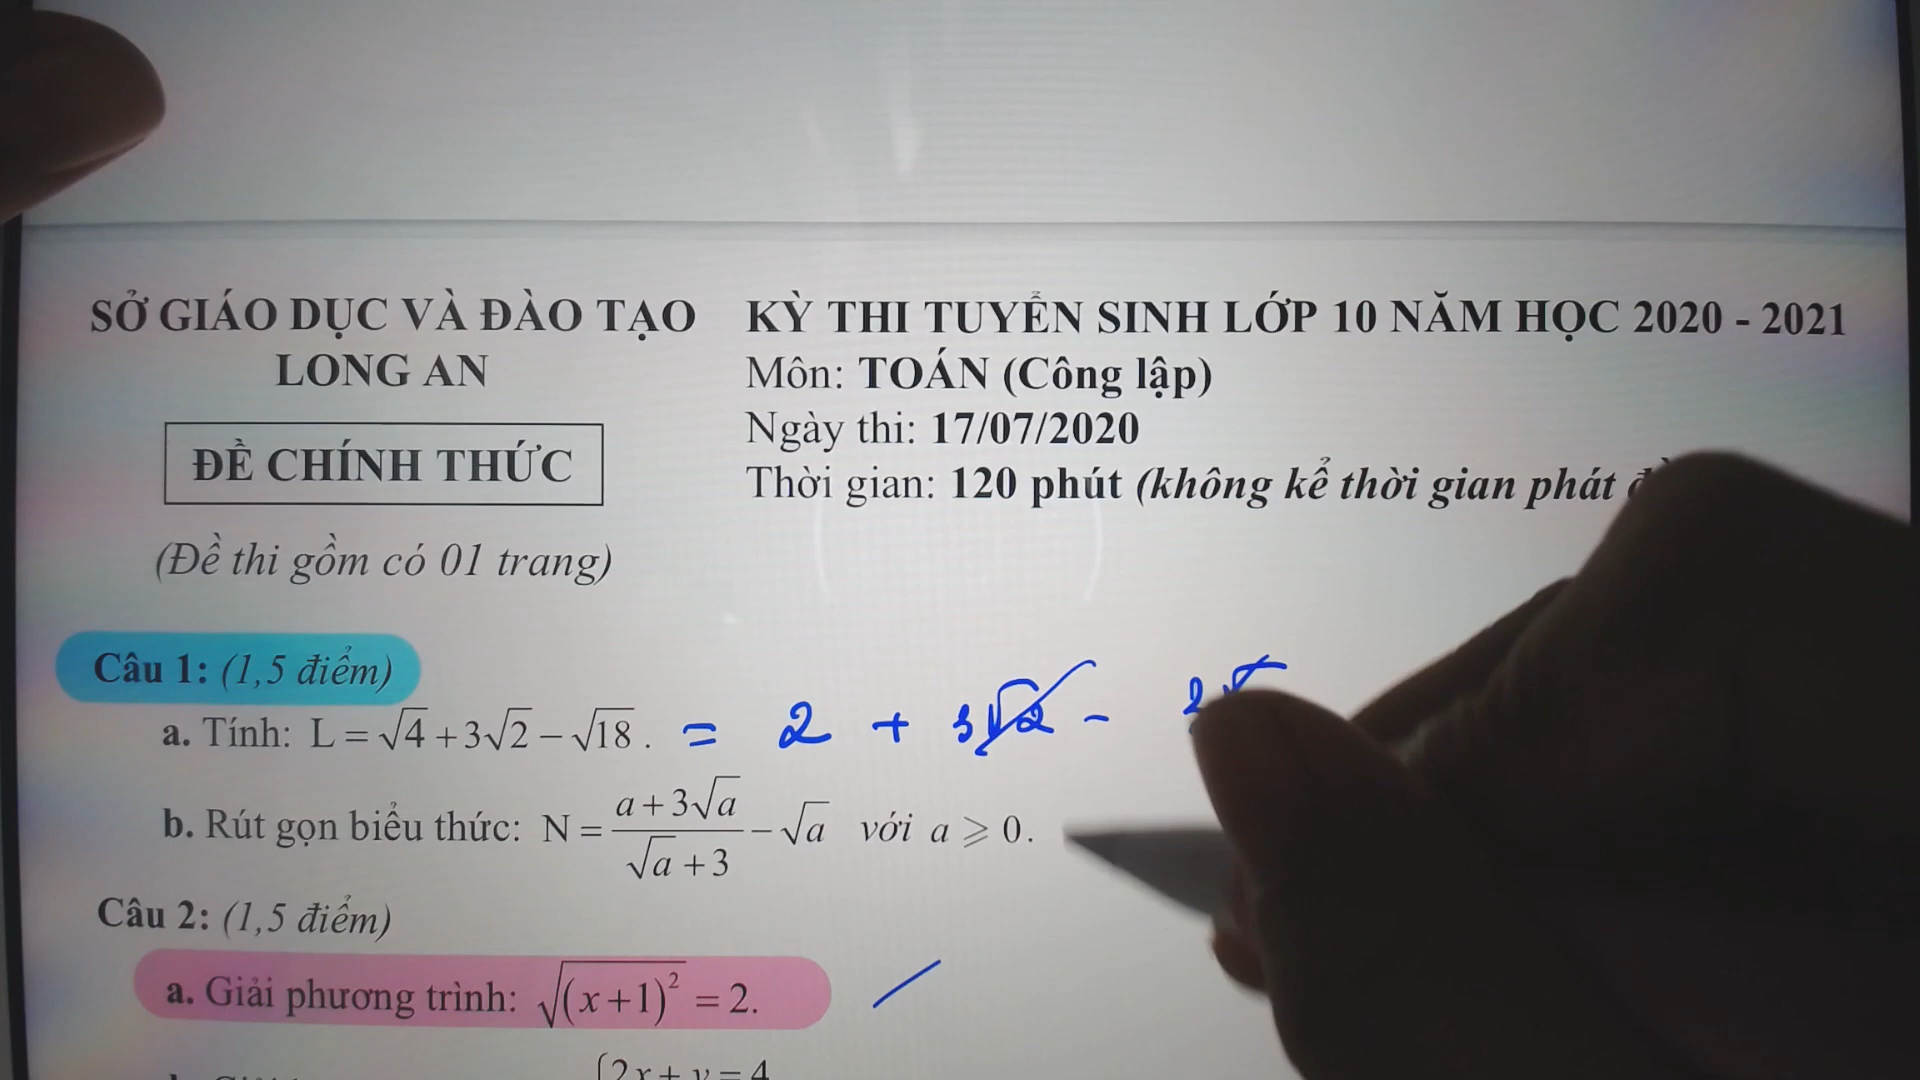 SỞ GIÁO DỤC VÀ ĐÀO TẠO
LONG AN
ĐỀ CHÍNH THỨC
(Đề thi gồm có 01 trang)
KỲ THI TUYỂN SINH LỚP 10 NĂM HỌC 2020 - 2021
Môn: TOÁN (Công lập)
Ngày thi: 17/07/2020
Thời gian: 120 phút (không kể thời gian phát
Câu 1: (1,5 điểm)
a. Tính: L = √4 + 3√2 − √18 . = 2 + 3√2 −
b. Rút gọn biểu thức: N = (a + 3√a)/(√a + 3) − √a với a ⩾ 0.
Câu 2: (1,5 điểm)
a. Giải phương trình: √(x+1)² = 2.
2x + y = 4